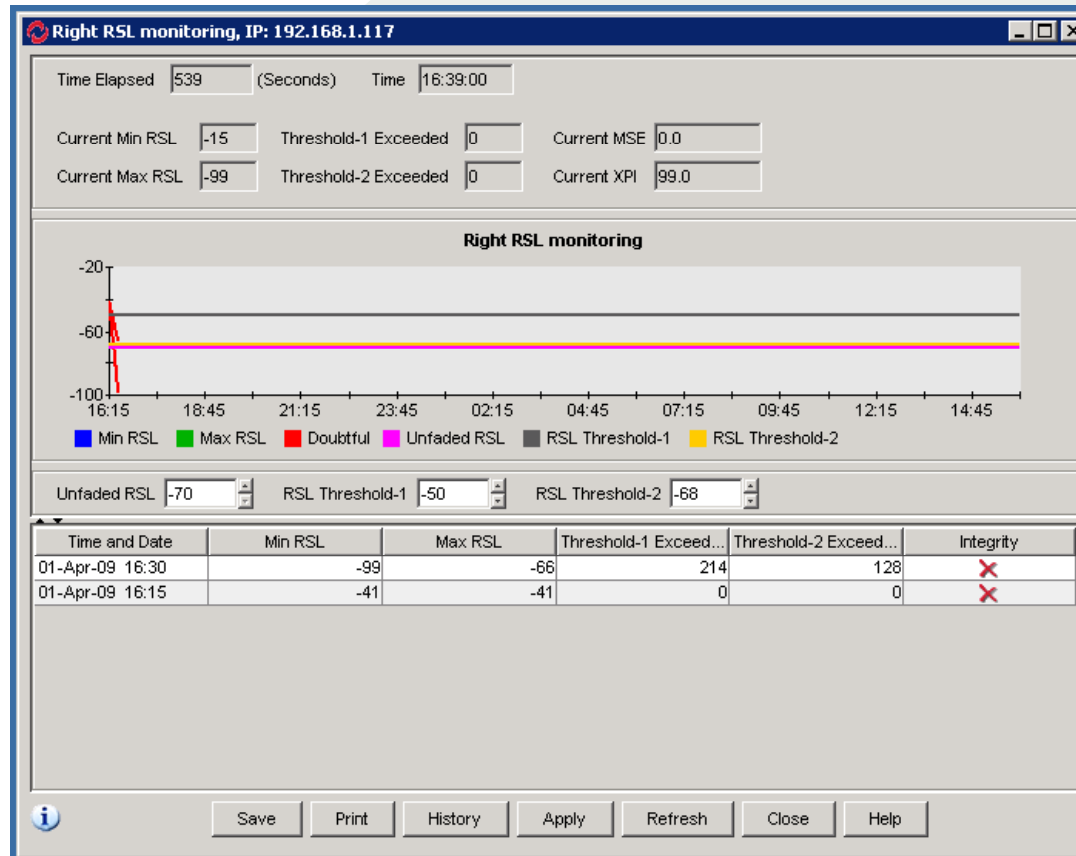 Right RSL monitoring, IP: 192.168.1.117
Time Elapsed 539 (Seconds) Time 16:39:00
Current Min RSL -15 Threshold-1 Exceeded 0 Current MSE 0.0
Current Max RSL -99 Threshold-2 Exceeded 0 Current XPI 99.0
Right RSL monitoring
-20
-60
-100
16:15 18:45 21:15 23:45 02:15 04:45 07:15 09:45 12:15 14:45
Min RSL Max RSL Doubtful Unfaded RSL RSL Threshold-1 RSL Threshold-2
Unfaded RSL -70 RSL Threshold-1 -50 RSL Threshold-2 -68
Time and Date Min RSL Max RSL Threshold-1 Exceed... Threshold-2 Exceed... Integrity
01-Apr-09 16:30 -99 -66 214 128
01-Apr-09 16:15 -41 -41 0 0
Save Print History Apply Refresh Close Help